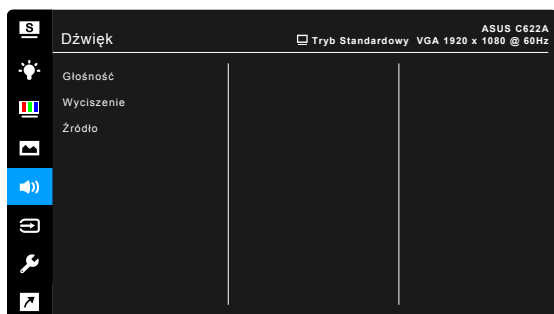 S
ASUS C622A
Dźwięk
Tryb Standardowy VGA 1920 x 1080 @ 60Hz
Głośność
Wyciszenie
Źródło